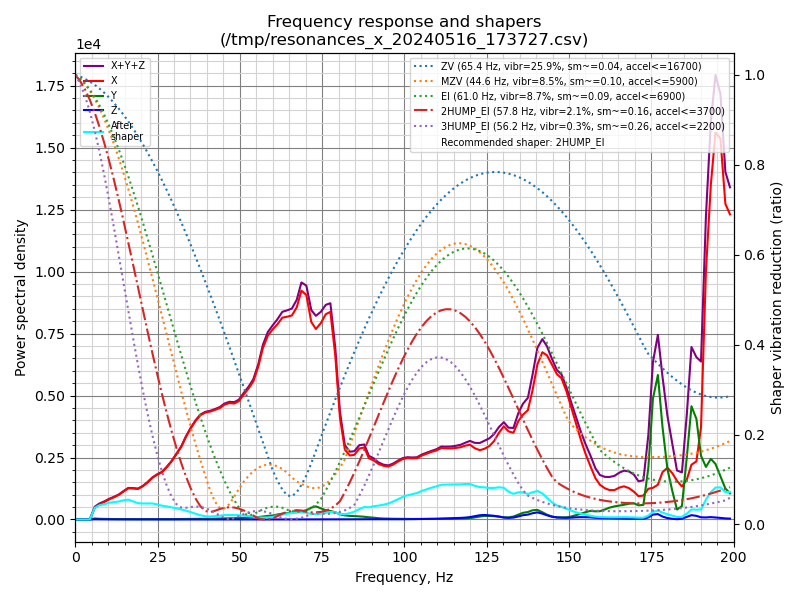 Frequency response and shapers
(/tmp/resonances_x_20240516_173727.csv)
1e4
X+Y+Z
X
Y
Z
After
shaper
ZV (65.4 Hz, vibr=25.9%, sm~=0.04, accel<=16700)
MZV (44.6 Hz, vibr=8.5%, sm~=0.10, accel<=5900)
EI (61.0 Hz, vibr=8.7%, sm~=0.09, accel<=6900)
2HUMP_EI (57.8 Hz, vibr=2.1%, sm~=0.16, accel<=3700)
3HUMP_EI (56.2 Hz, vibr=0.3%, sm~=0.26, accel<=2200)
Recommended shaper: 2HUMP_EI
Power spectral density
1.75
1.50
1.25
1.00
0.75
0.50
0.25
0.00
1.0
0.8
0.6
0.4
0.2
0.0
Shaper vibration reduction (ratio)
0 25 50 75 100 125 150 175 200
Frequency, Hz